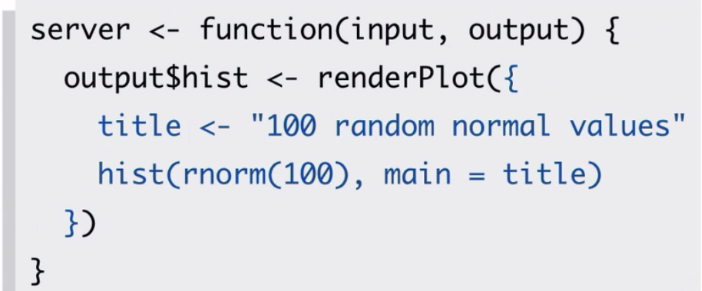 server <- function(input, output) {
  output$hist <- renderPlot({
    title <- "100 random normal values"
    hist(rnorm(100), main = title)
  })
}